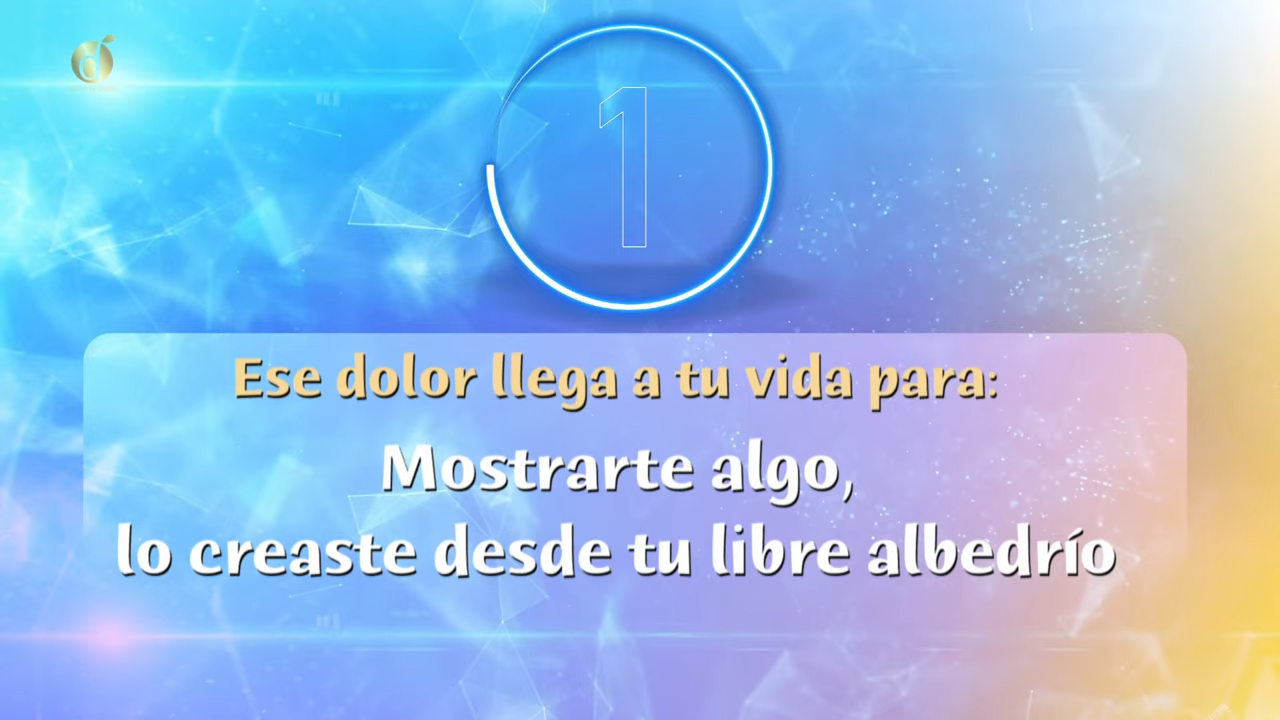 1
Ese dolor llega a tu vida para:
Mostrarte algo,
lo creaste desde tu libre albedrío